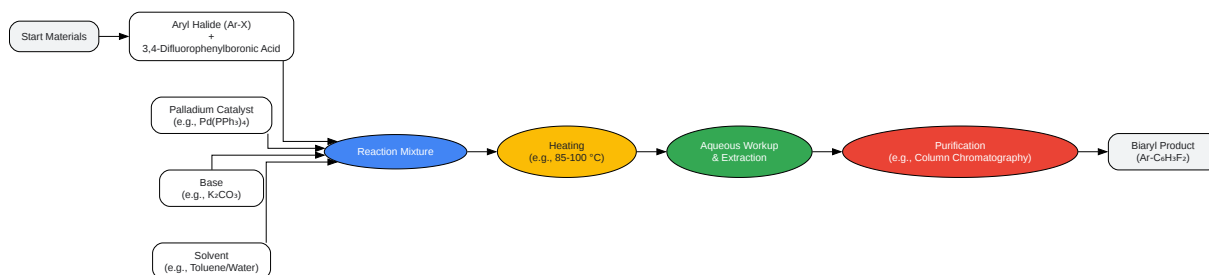 Start Materials
Aryl Halide (Ar-X)
+
3,4-Difluorophenylboronic Acid
Palladium Catalyst
(e.g., Pd(PPh₃)₄)
Base
(e.g., K₂CO₃)
Solvent
(e.g., Toluene/Water)
Reaction Mixture
Heating
(e.g., 85-100 °C)
Aqueous Workup
& Extraction
Purification
(e.g., Column Chromatography)
Biaryl Product
(Ar-C₆H₃F₂)